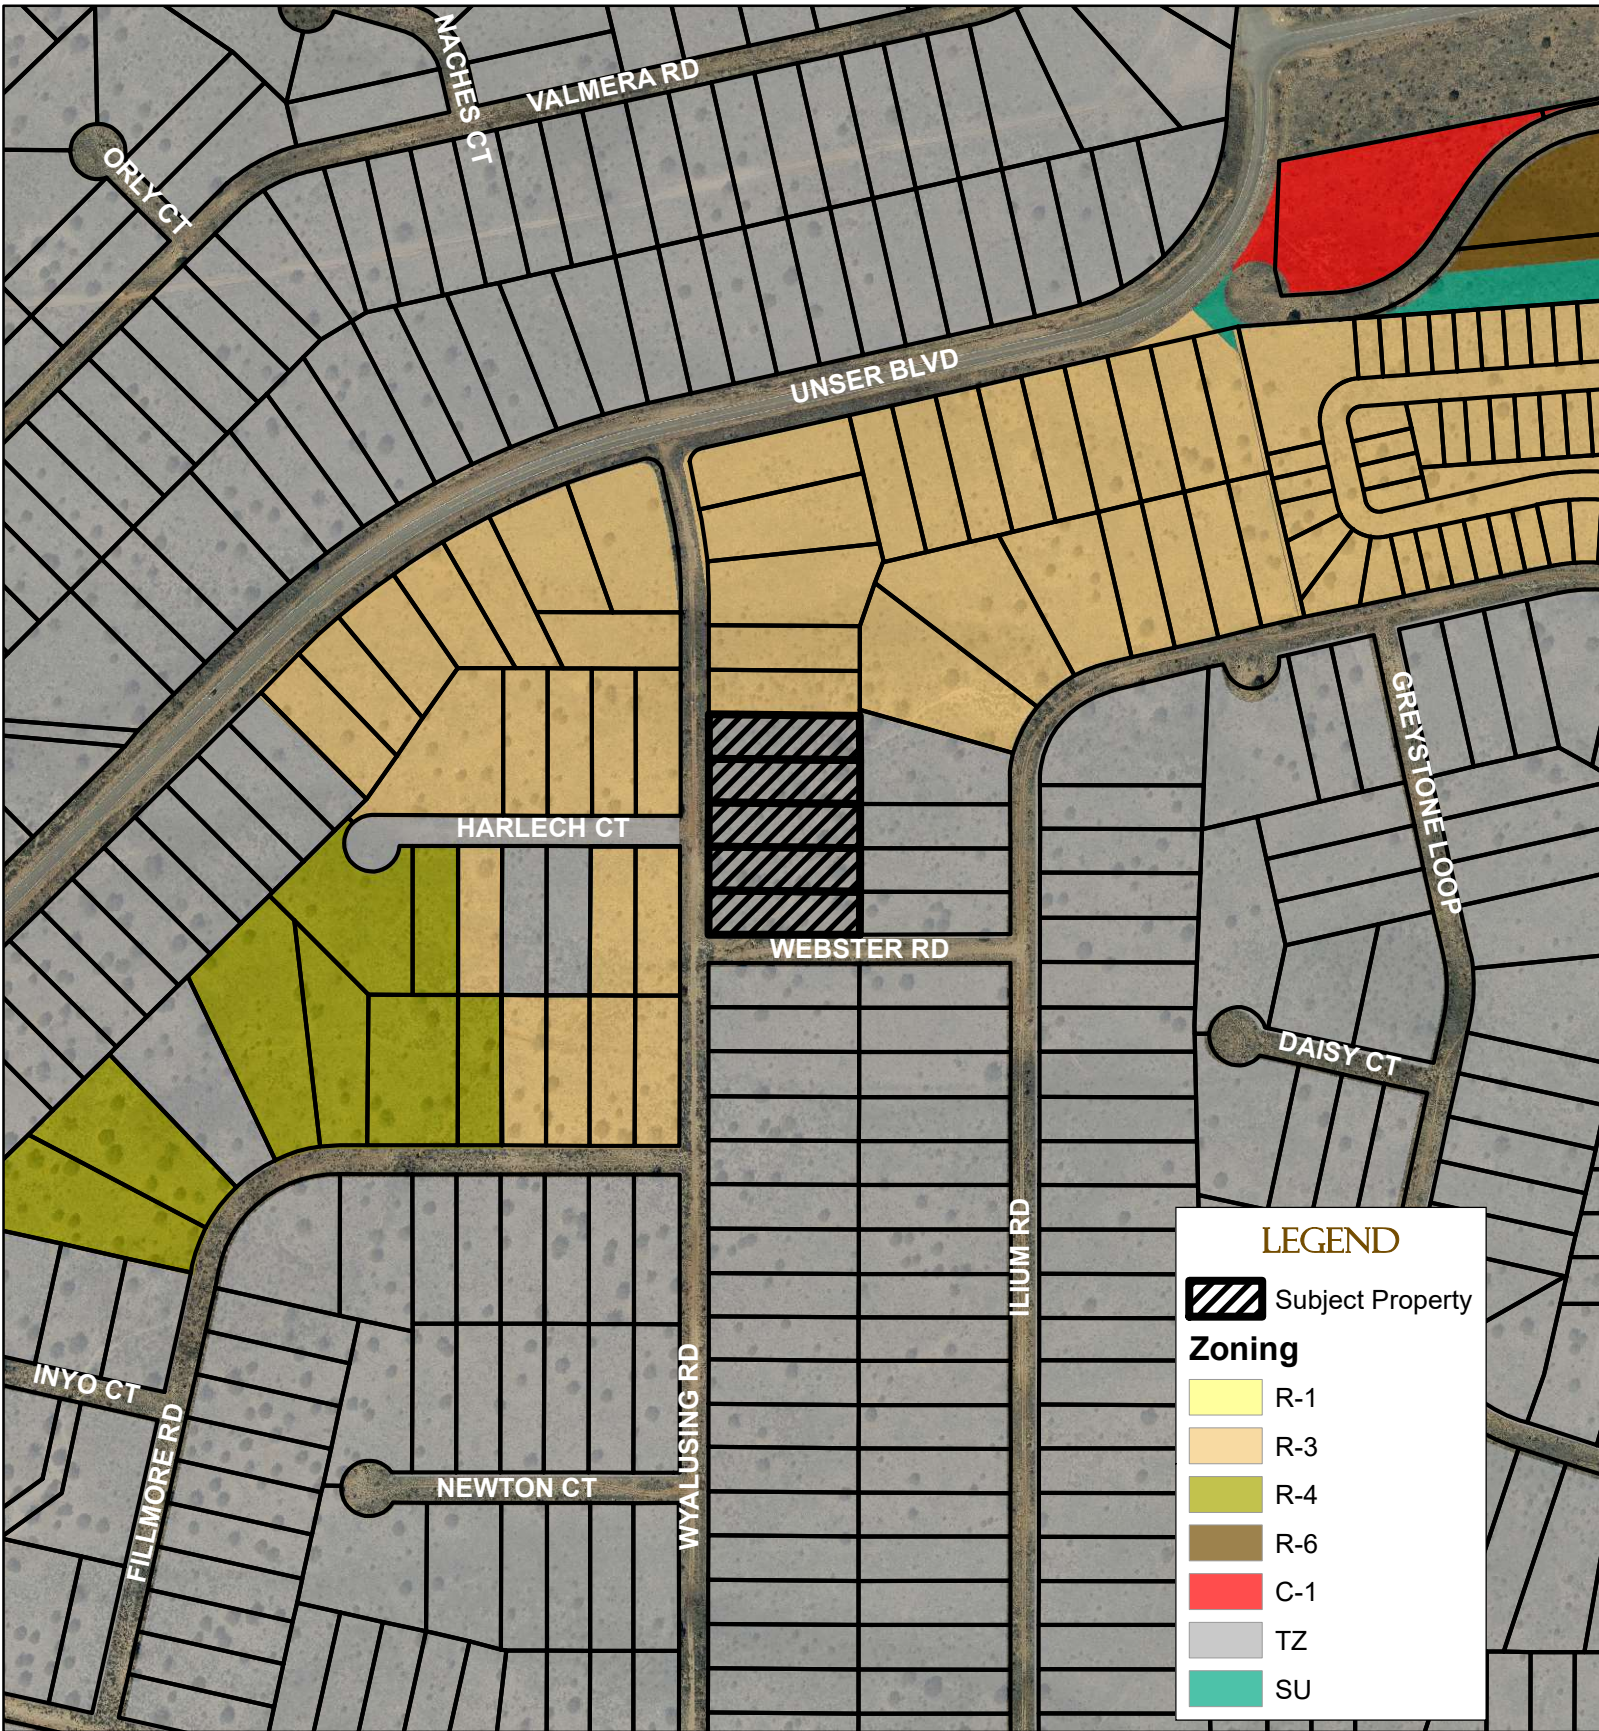 NACHES CT
VALMERA RD
ORLY CT
UNSER BLVD
GREYSTONE LOOP
HARLECH CT
WEBSTER RD
DAISY CT
ILIUM RD
WYALUSING RD
INYO CT
FILLMORE RD
NEWTON CT
LEGEND
Subject Property
Zoning
R-1
R-3
R-4
R-6
C-1
TZ
SU